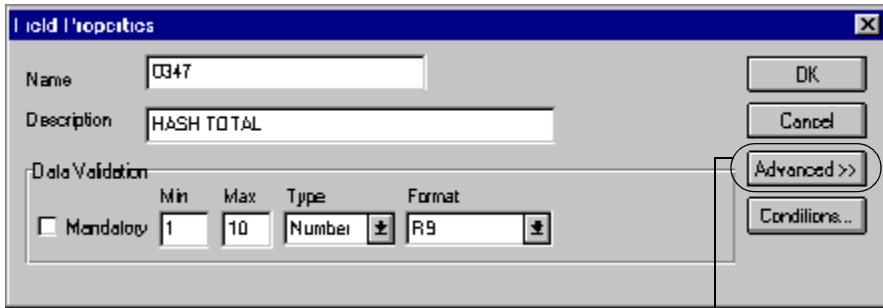 Field Properties
Name 0347
OK
Description HASH TOTAL
Cancel
Data Validation
Advanced >>
Min Max Type Format
Mandatory 1 10 Number R9
Conditions...